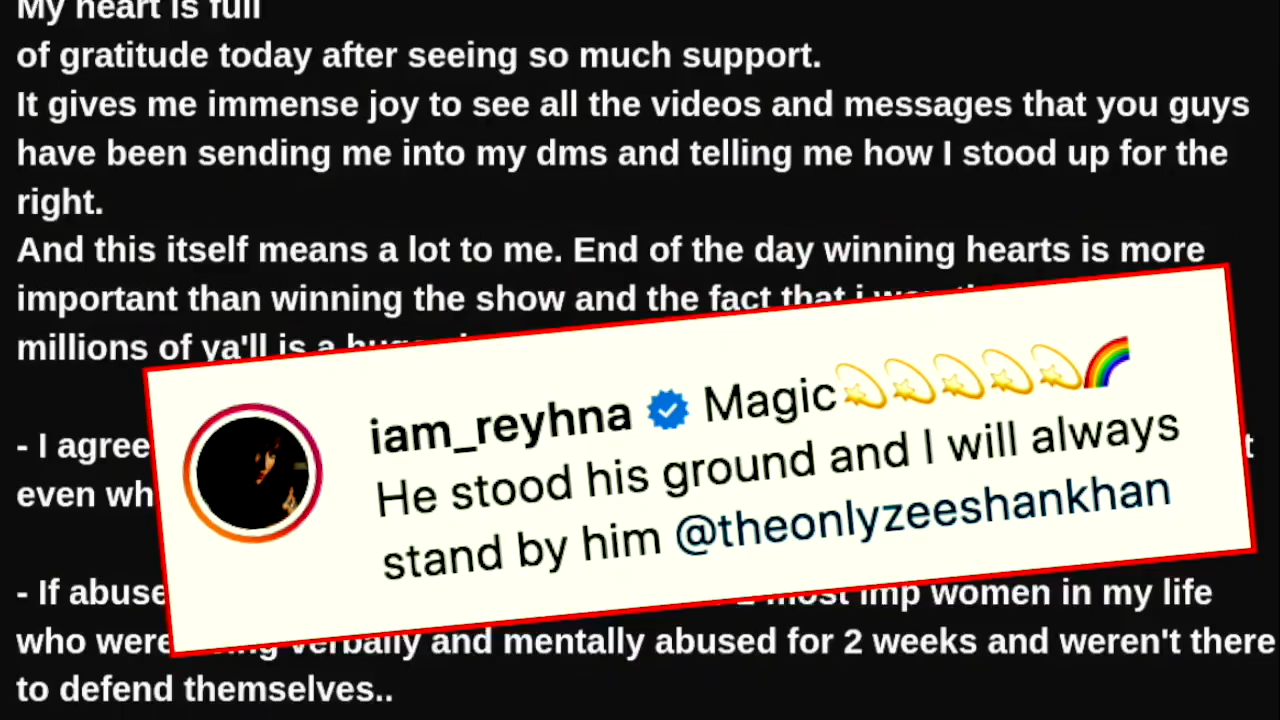 My heart is full
of gratitude today after seeing so much support.
It gives me immense joy to see all the videos and messages that you guys
have been sending me into my dms and telling me how I stood up for the
right.
And this itself means a lot to me. End of the day winning hearts is more
important than winning the show and the fact that i
millions of ya'll is a
- I agree
even
- If abuse most imp women in my life
who were verbally and mentally abused for 2 weeks and weren't there
to defend themselves..
iam_reyhna Magic💫💫💫💫💫🌈
He stood his ground and I will always
stand by him @theonlyzeeshankhan